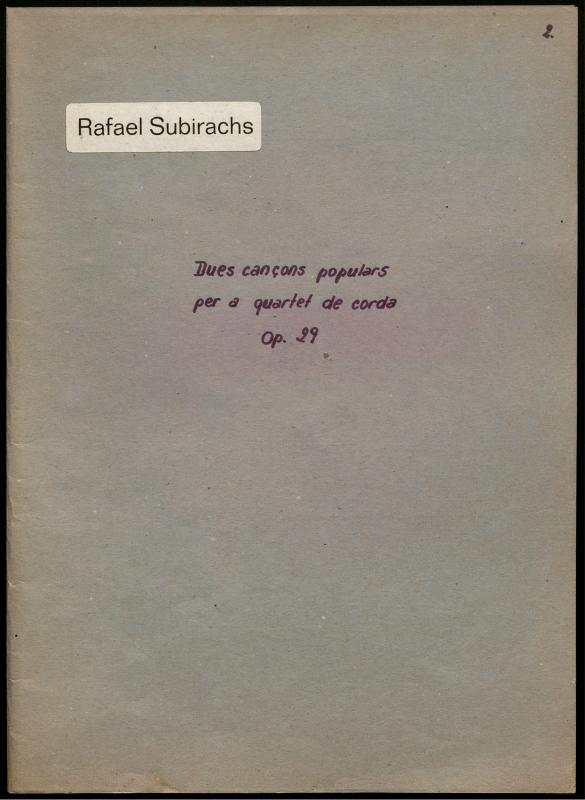 2.
Rafael Subirachs
Dues cançons populars
per a quartet de corda
Op. 29